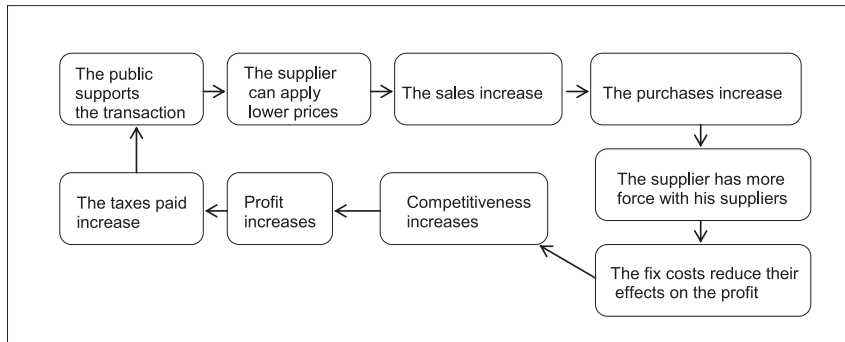 The public
supports
the transaction
The supplier
can apply
lower prices
The sales increase
The purchases increase
The supplier has more
force with his suppliers
The fix costs reduce their
effects on the profit
Competitiveness
increases
Profit
increases
The taxes paid
increase